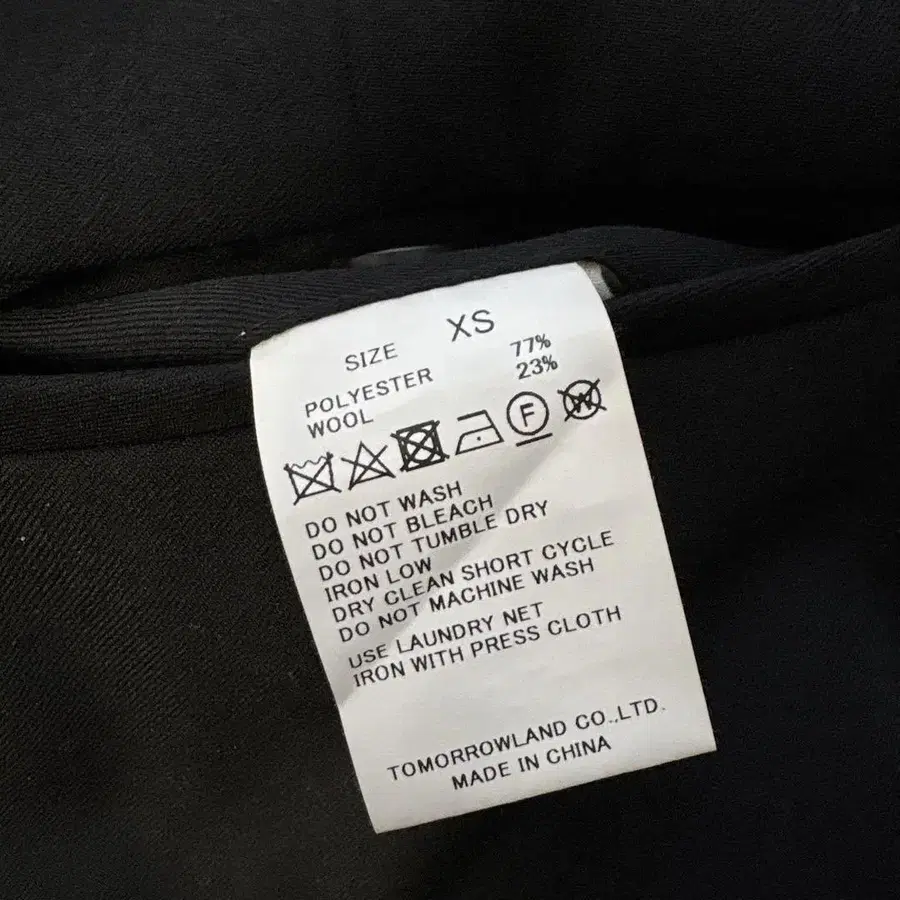 SIZE XS
POLYESTER 77%
WOOL 23%
F W
DO NOT WASH
DO NOT BLEACH
DO NOT TUMBLE DRY
IRON LOW
DRY CLEAN SHORT CYCLE
DO NOT MACHINE WASH
USE LAUNDRY NET
IRON WITH PRESS CLOTH
TOMORROWLAND CO.,LTD.
MADE IN CHINA